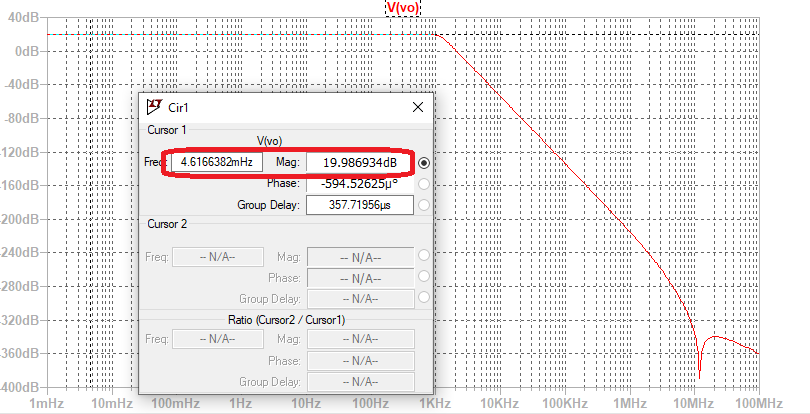 V(vo)
40dB
0dB
-40dB
-80dB
-120dB
-160dB
-200dB
-240dB
-280dB
-320dB
-360dB
-400dB
1mHz 10mHz 100mHz 1Hz 10Hz 100Hz 1KHz 10KHz 100KHz 1MHz 10MHz 100MHz
Cir1
Cursor 1
V(vo)
Freq: 4.6166382mHz Mag: 19.986934dB
Phase: -594.52625µ°
Group Delay: 357.71956µs
Cursor 2
Freq: -- N/A-- Mag: -- N/A--
Phase: -- N/A--
Group Delay: -- N/A--
Ratio (Cursor2 / Cursor1)
Freq: -- N/A-- Mag: -- N/A--
Phase: -- N/A--
Group Delay: -- N/A--